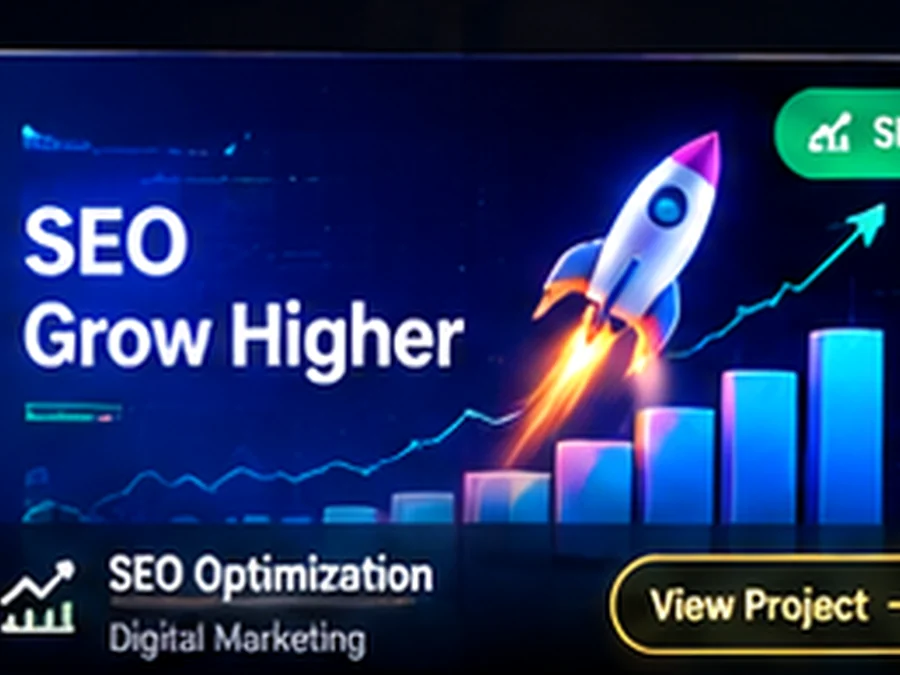 SEO
Grow Higher
SEO Optimization
Digital Marketing
View Project